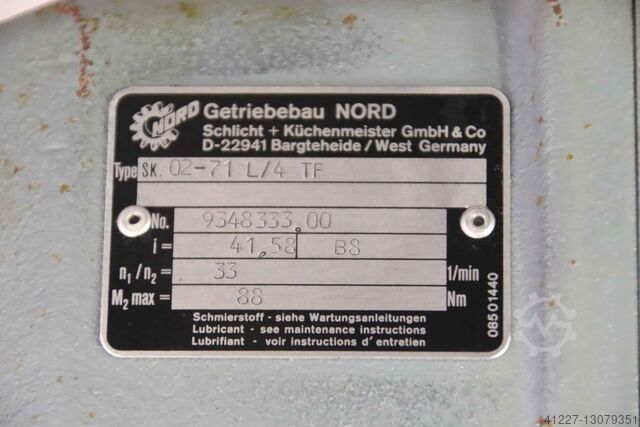 NORD
Getriebebau NORD
Schlicht + Küchenmeister GmbH & Co
D-22941 Bargteheide / West Germany
Type SK. 02-71 L/4 TF
No. 9348333.00
i = 41,58 B8
n1 / n2 = 33 1/min
M2 max = 88 Nm
Schmierstoff - siehe Wartungsanleitungen
Lubricant - see maintenance instructions
Lubrifiant - voir instructions d'entretien
08501440
41227-13079351